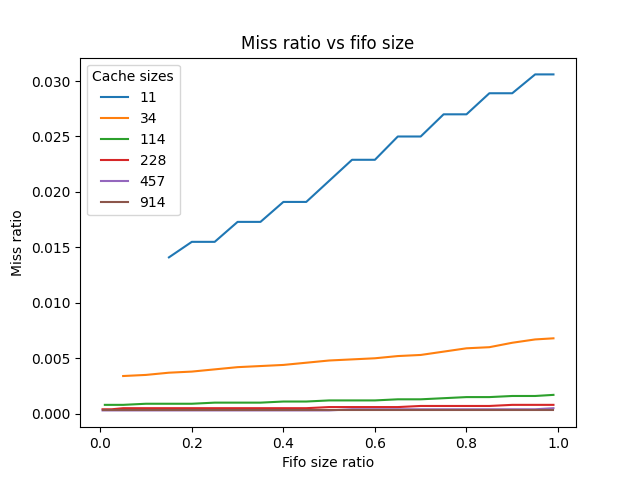 Miss ratio vs fifo size
Cache sizes
11
34
114
228
457
914
Miss ratio
0.030
0.025
0.020
0.015
0.010
0.005
0.000
0.0 0.2 0.4 0.6 0.8 1.0
Fifo size ratio